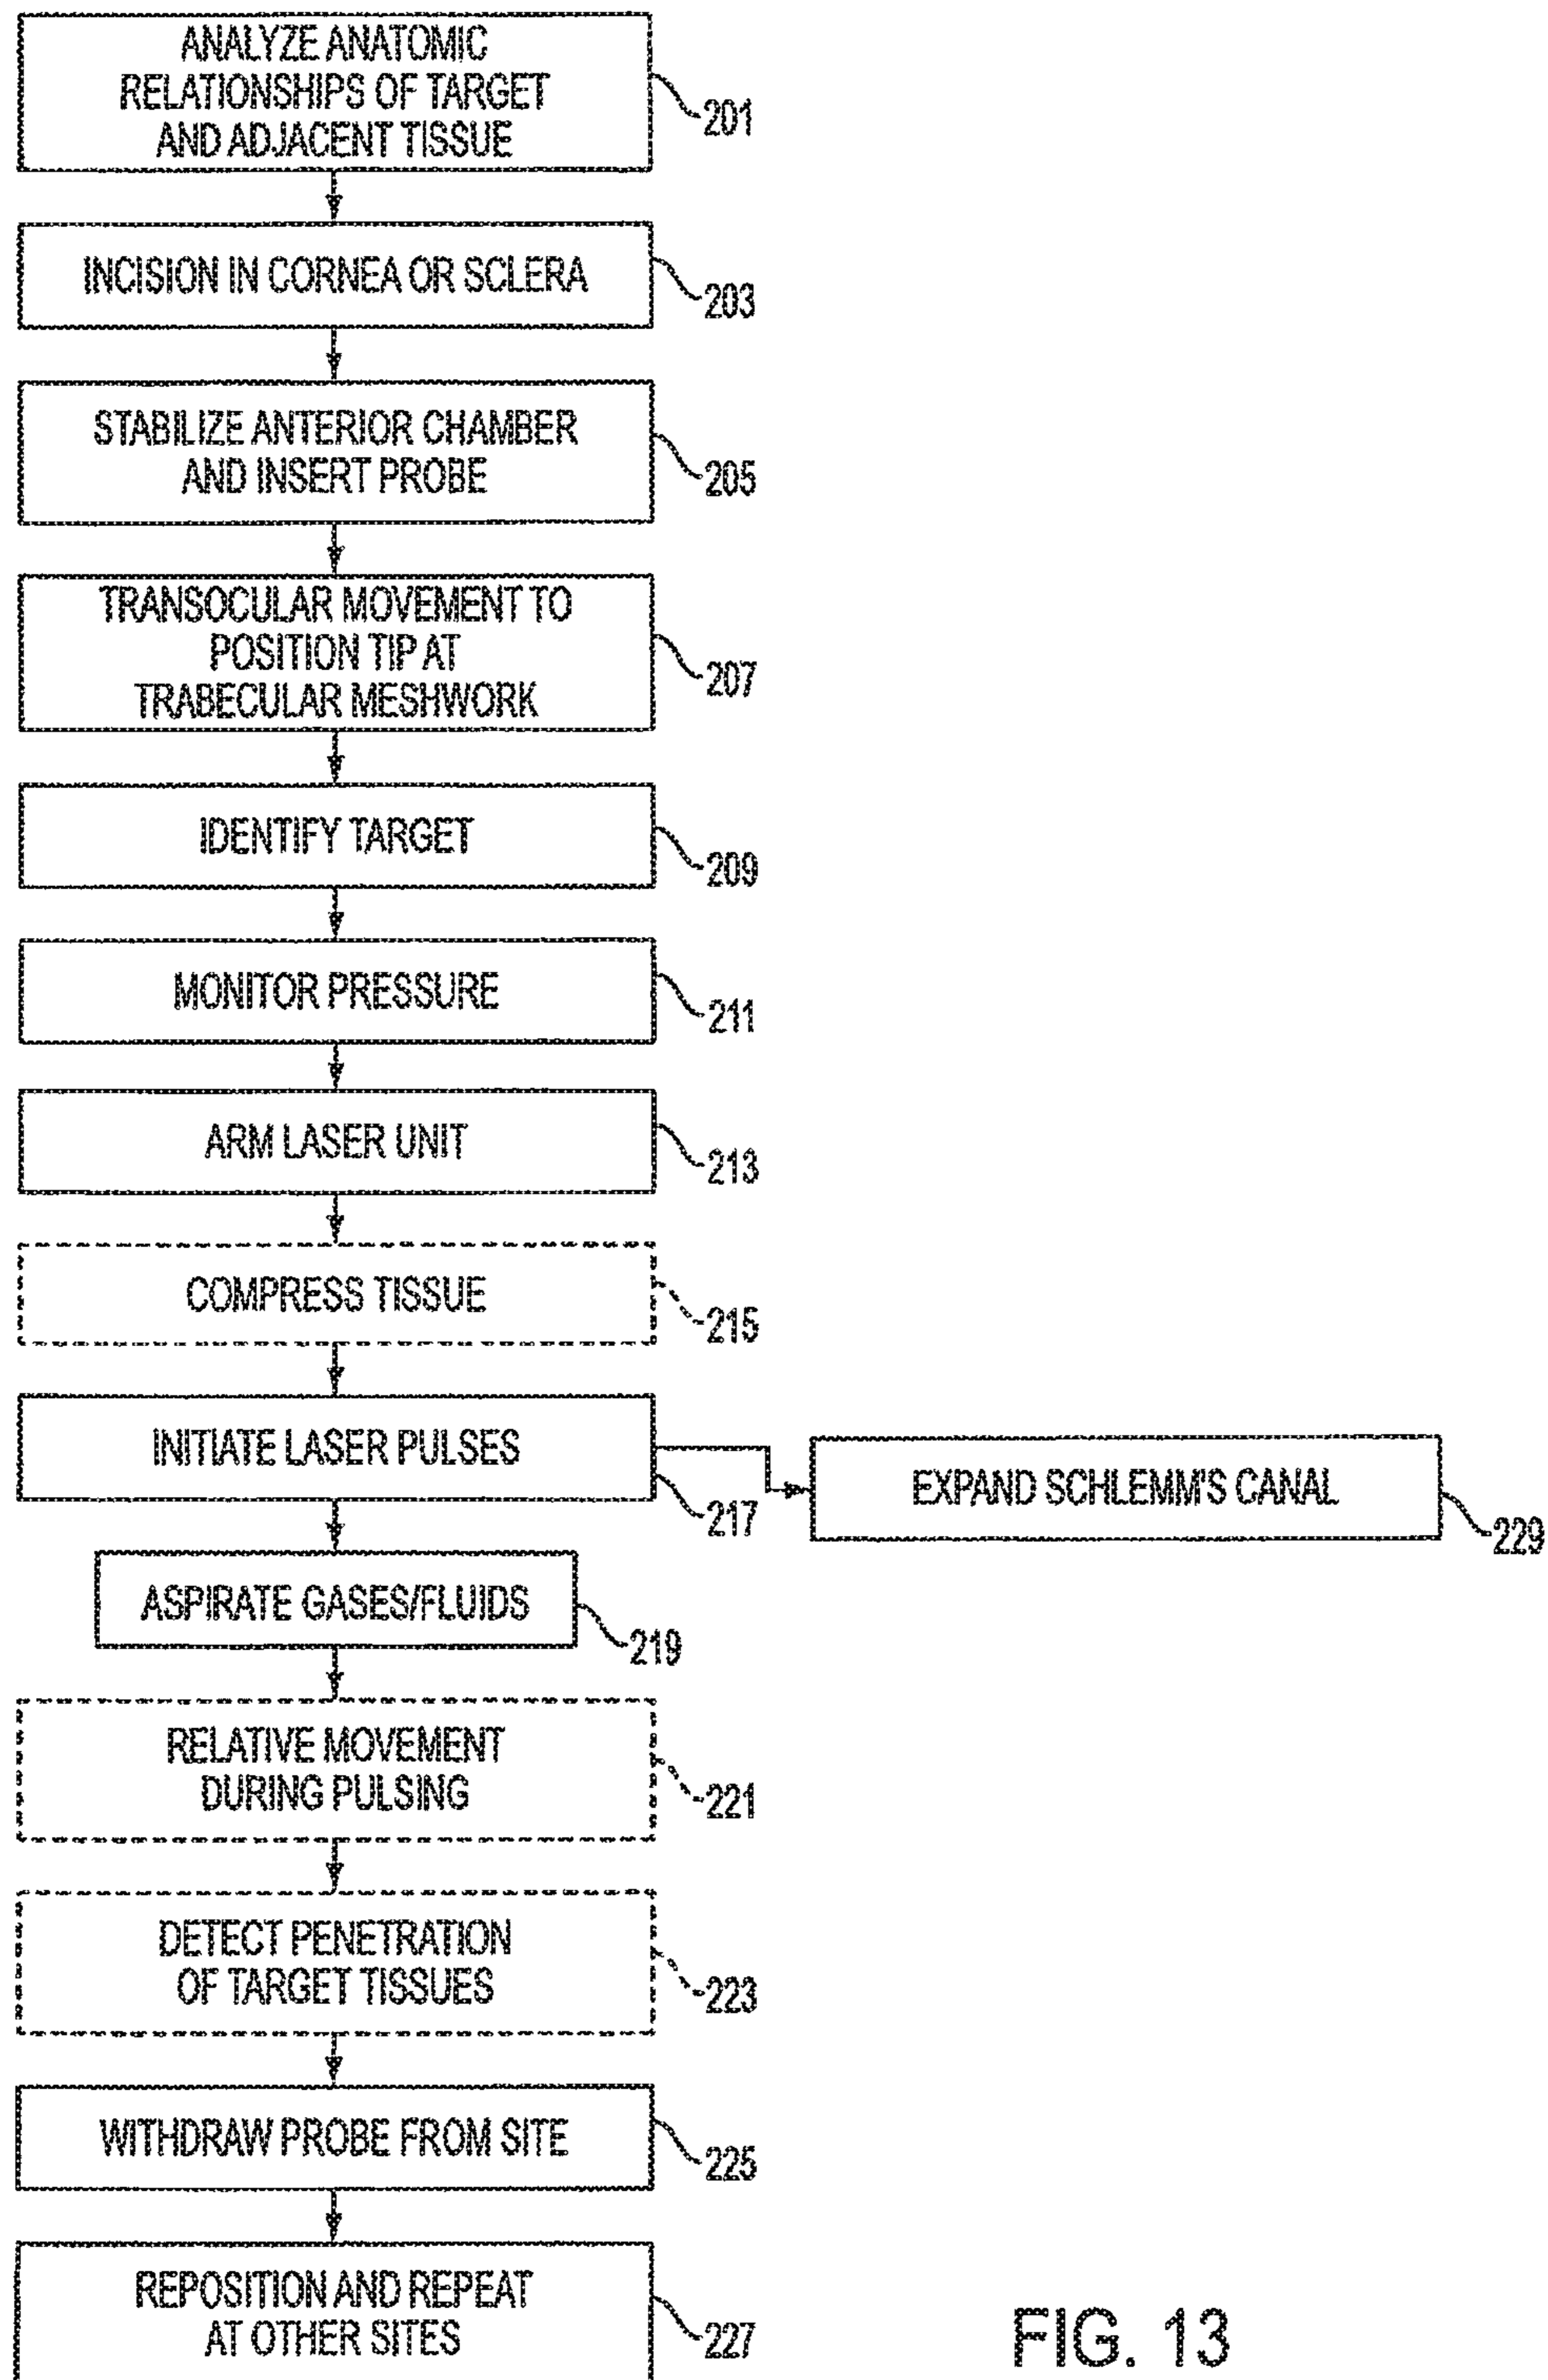 ANALYZE ANATOMIC
RELATIONSHIPS OF TARGET
AND ADJACENT TISSUE
201
INCISION IN CORNEA OR SCLERA
203
STABILIZE ANTERIOR CHAMBER
AND INSERT PROBE
205
TRANSOCULAR MOVEMENT TO
POSITION TIP AT
TRABECULAR MESHWORK
207
IDENTIFY TARGET
209
MONITOR PRESSURE
211
ARM LASER UNIT
213
COMPRESS TISSUE
215
INITIATE LASER PULSES
217
EXPAND SCHLEMM'S CANAL
229
ASPIRATE GASES/FLUIDS
219
RELATIVE MOVEMENT
DURING PULSING
221
DETECT PENETRATION
OF TARGET TISSUES
223
WITHDRAW PROBE FROM SITE
225
REPOSITION AND REPEAT
AT OTHER SITES
227
FIG. 13